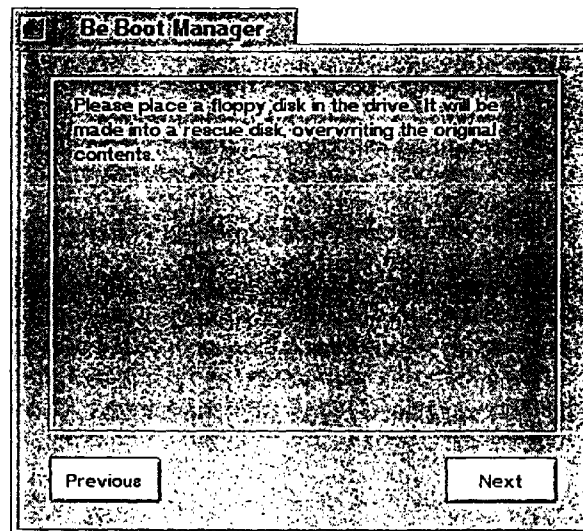 Be Boot Manager
Please place a floppy disk in the drive. It will be
made into a rescue disk, overwriting the original
contents.
Previous
Next